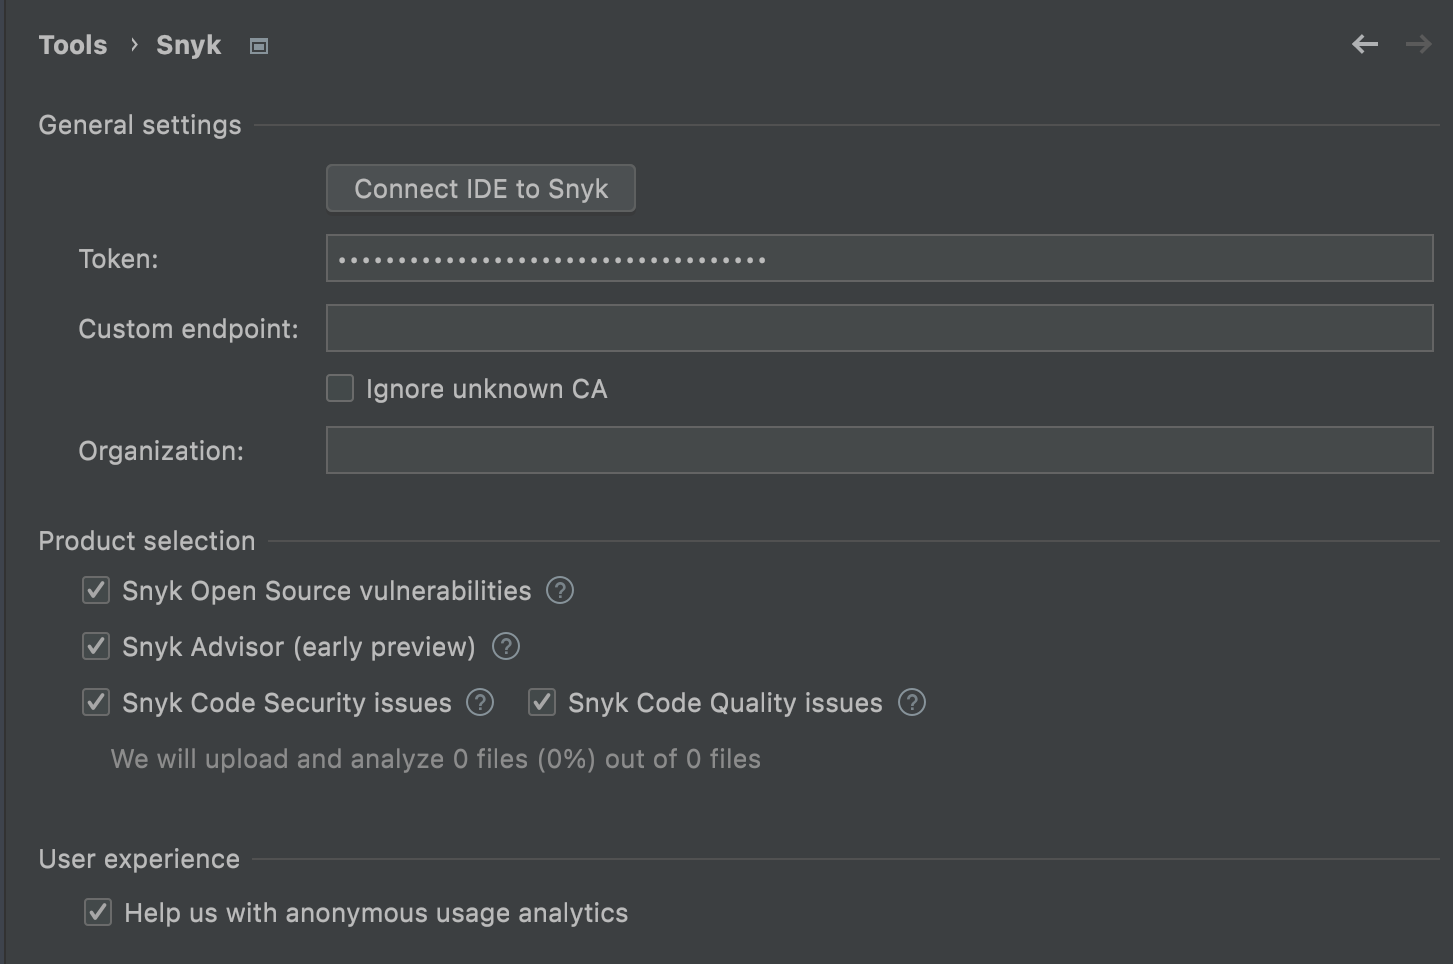 Tools › Snyk
General settings
Connect IDE to Snyk
Token: ••••••••••••••••••••••••••••••••••••
Custom endpoint:
Ignore unknown CA
Organization:
Product selection
Snyk Open Source vulnerabilities ?
Snyk Advisor (early preview) ?
Snyk Code Security issues ? Snyk Code Quality issues ?
We will upload and analyze 0 files (0%) out of 0 files
User experience
Help us with anonymous usage analytics